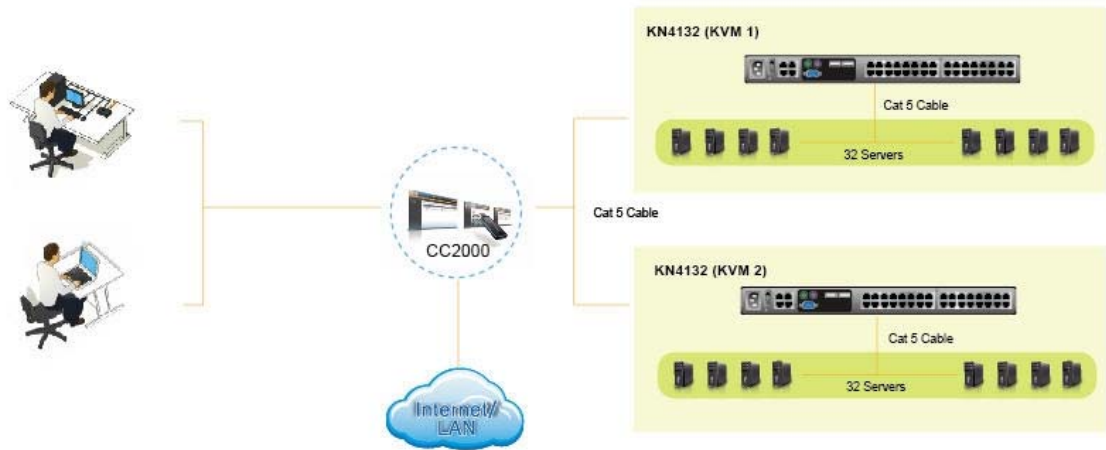 KN4132 (KVM 1)
Cat 5 Cable
32 Servers
Cat 5 Cable
CC2000
KN4132 (KVM 2)
Cat 5 Cable
32 Servers
Internet/
LAN